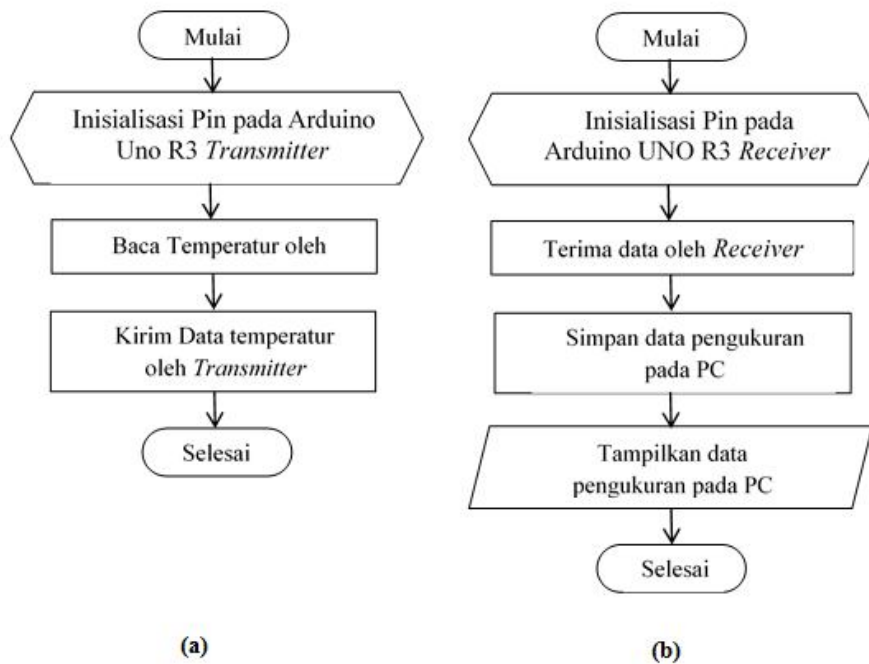 Mulai
Inisialisasi Pin pada Arduino
Uno R3 Transmitter
Baca Temperatur oleh
Kirim Data temperatur
oleh Transmitter
Selesai
(a)
Mulai
Inisialisasi Pin pada
Arduino UNO R3 Receiver
Terima data oleh Receiver
Simpan data pengukuran
pada PC
Tampilkan data
pengukuran pada PC
Selesai
(b)